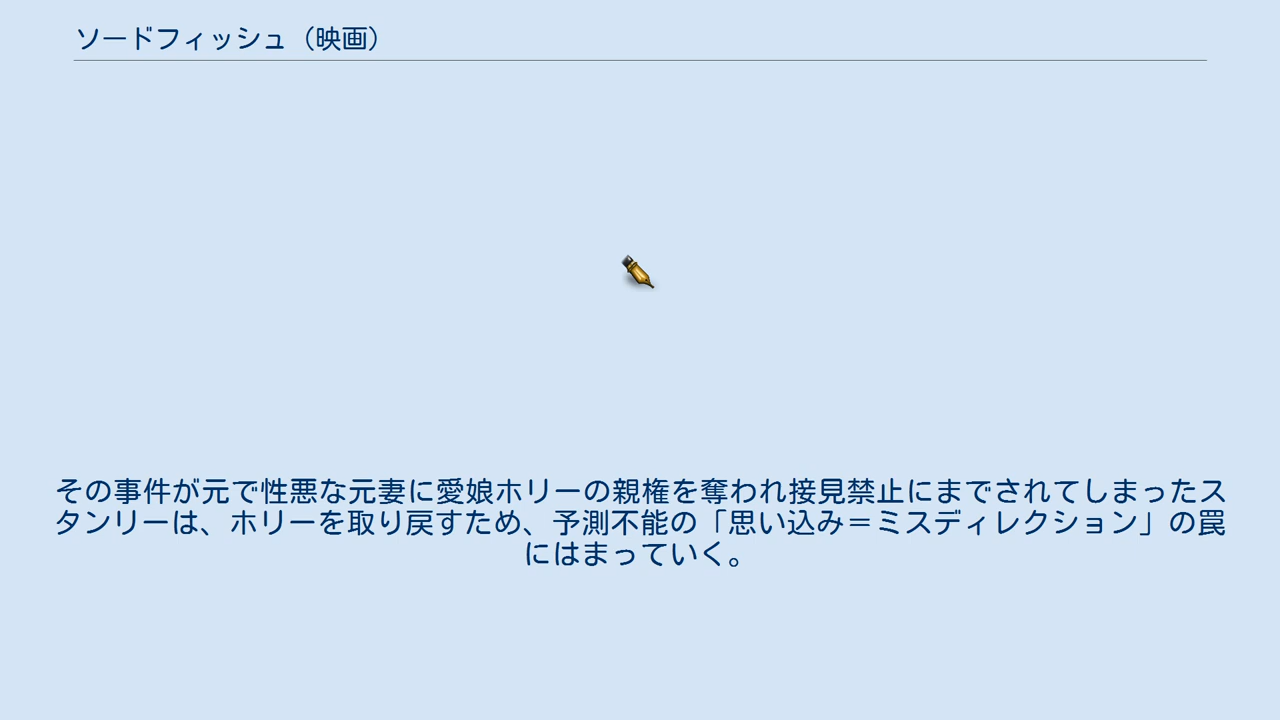 ソードフィッシュ（映画）
その事件が元で性悪な元妻に愛娘ホリーの親権を奪われ接見禁止にまでされてしまったス
タンリーは、ホリーを取り戻すため、予測不能の「思い込み＝ミスディレクション」の罠
にはまっていく。